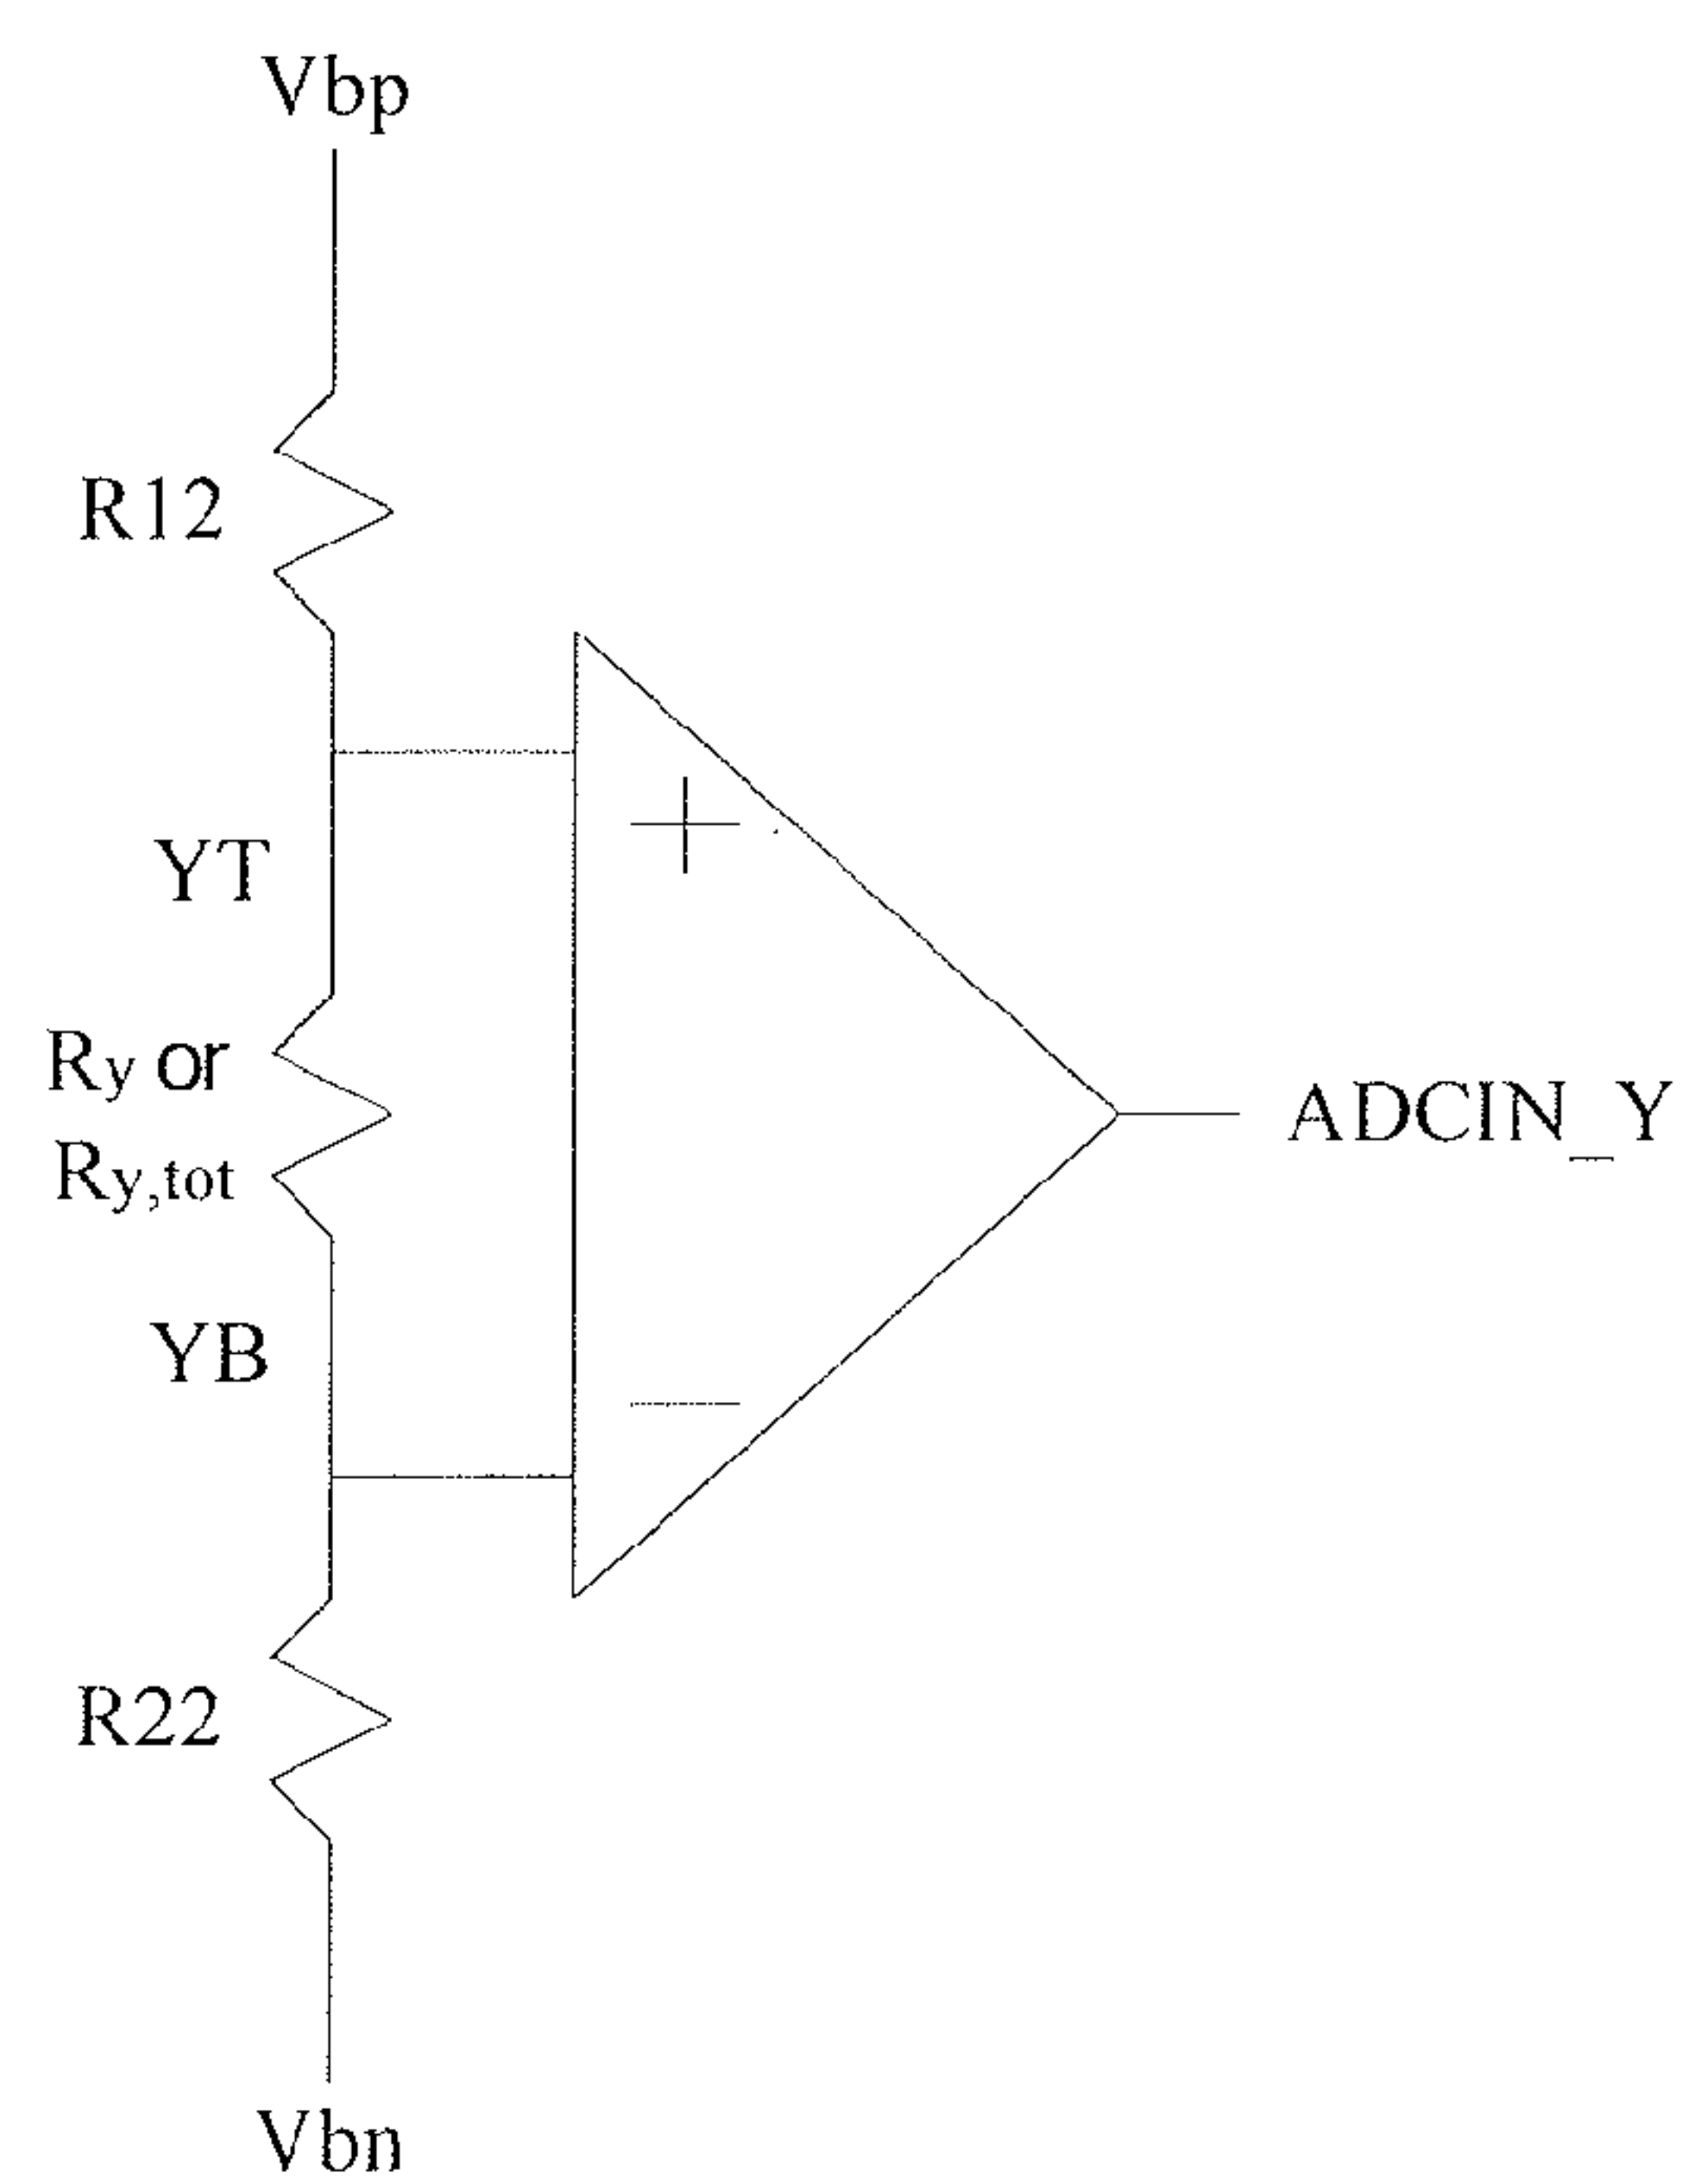 Vbp
R12
+
YT
Ry or
Ry,tot
ADCIN_Y
YB
−
R22
Vbn